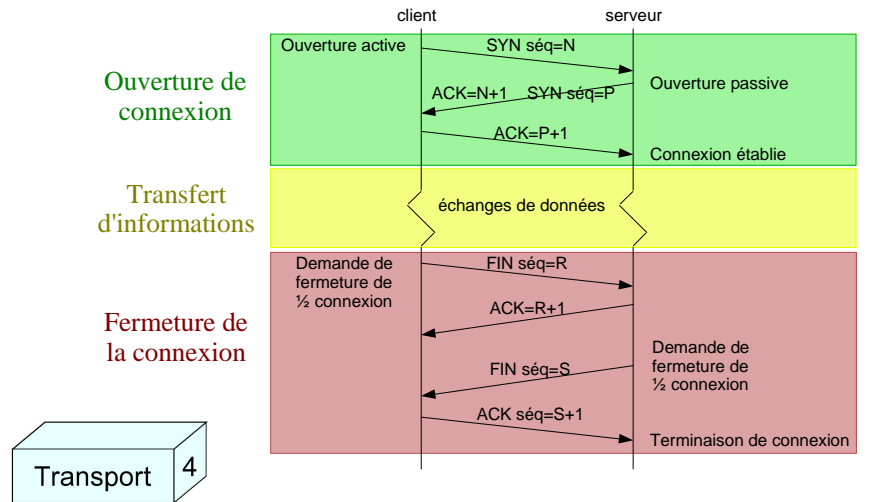 client
serveur
Ouverture active
SYN séq=N
Ouverture de
connexion
ACK=N+1
SYN séq=P
Ouverture passive
ACK=P+1
Connexion établie
Transfert
d'informations
échanges de données
Demande de
fermeture de
½ connexion
FIN séq=R
ACK=R+1
Fermeture de
la connexion
FIN séq=S
Demande de
fermeture de
½ connexion
ACK séq=S+1
Terminaison de connexion
Transport
4